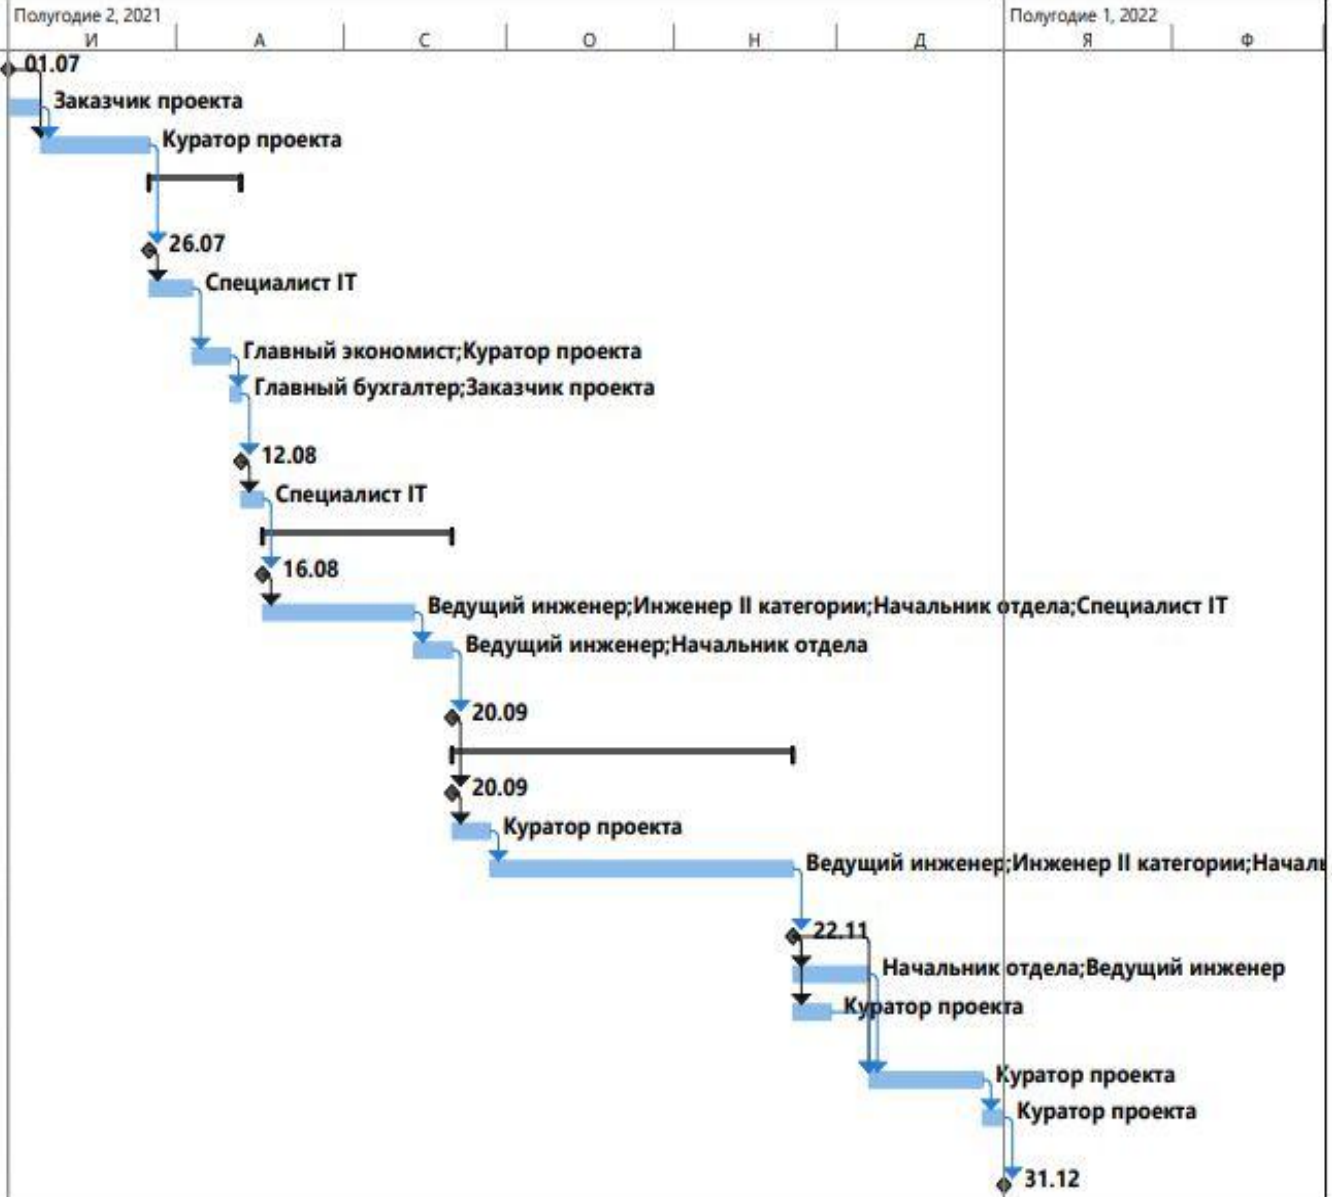 Полугодие 2, 2021 Полугодие 1, 2022
И А С О Н Д Я Ф
01.07
Заказчик проекта
Куратор проекта
26.07
Специалист IT
Главный экономист;Куратор проекта
Главный бухгалтер;Заказчик проекта
12.08
Специалист IT
16.08
Ведущий инженер;Инженер II категории;Начальник отдела;Специалист IT
Ведущий инженер;Начальник отдела
20.09
20.09
Куратор проекта
Ведущий инженер;Инженер II категории;Началь
22.11
Начальник отдела;Ведущий инженер
Куратор проекта
Куратор проекта
Куратор проекта
31.12